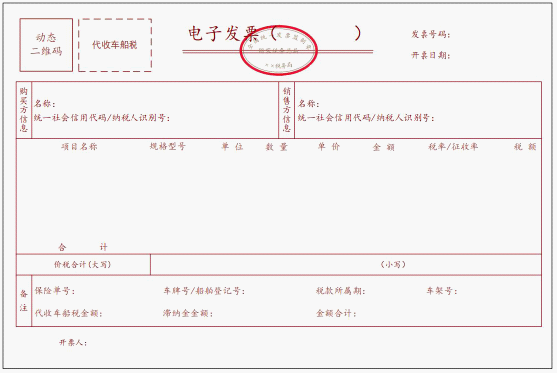 动态
二维码
代收车船税
电子发票（ ）
发票号码：
开票日期：
购买方信息
名称：
统一社会信用代码/纳税人识别号：
销售方信息
名称：
统一社会信用代码/纳税人识别号：
项目名称 规格型号 单 位 数 量 单 价 金 额 税率/征收率 税 额
合 计
价税合计(大写) （小写）
备注
保险单号： 车牌号/船舶登记号： 税款所属期： 车架号：
代收车船税金额： 滞纳金金额： 金额合计：
开票人：